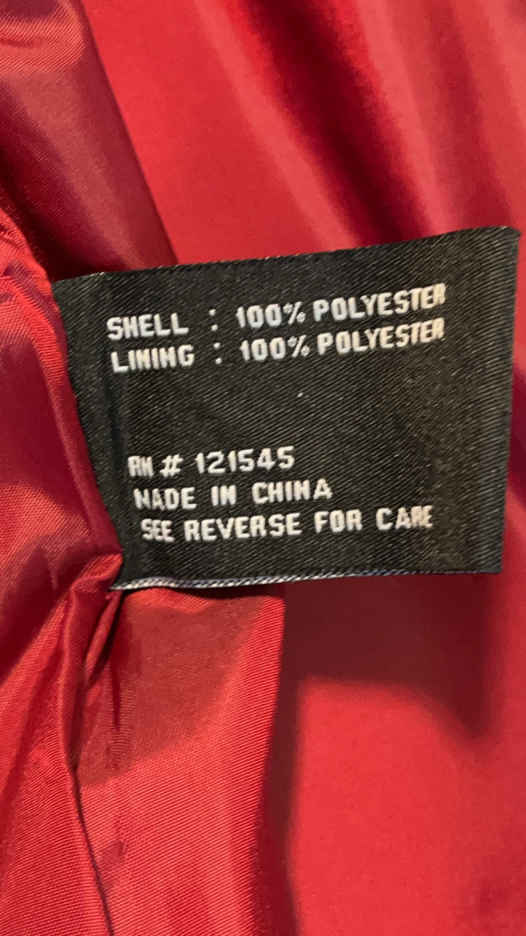 SHELL : 100% POLYESTER
LINING : 100% POLYESTER
RN # 121545
MADE IN CHINA
SEE REVERSE FOR CARE